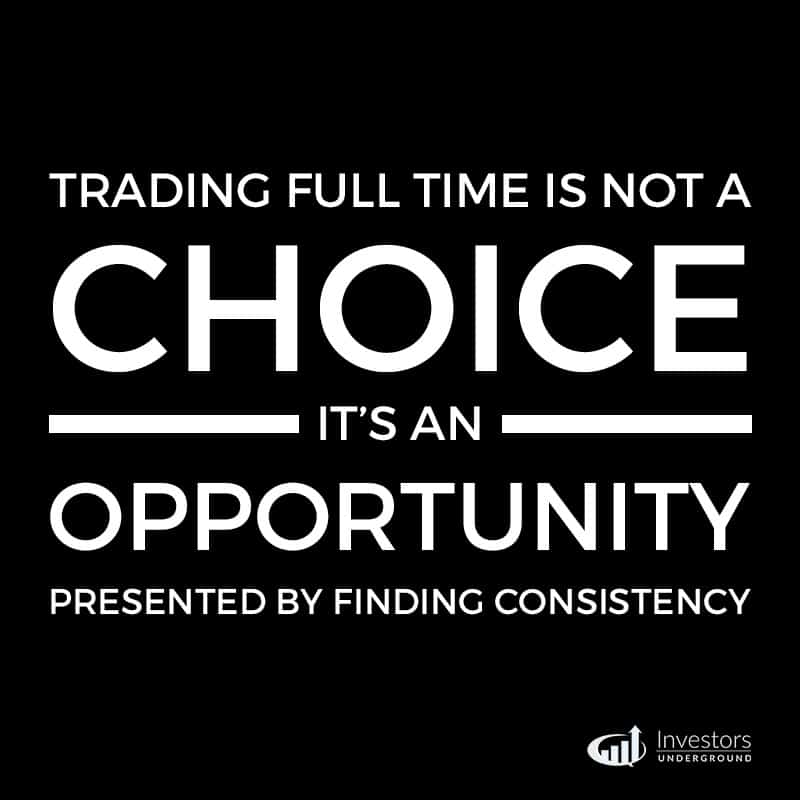 TRADING FULL TIME IS NOT A
CHOICE
IT’S AN
OPPORTUNITY
PRESENTED BY FINDING CONSISTENCY
Investors
UNDERGROUND